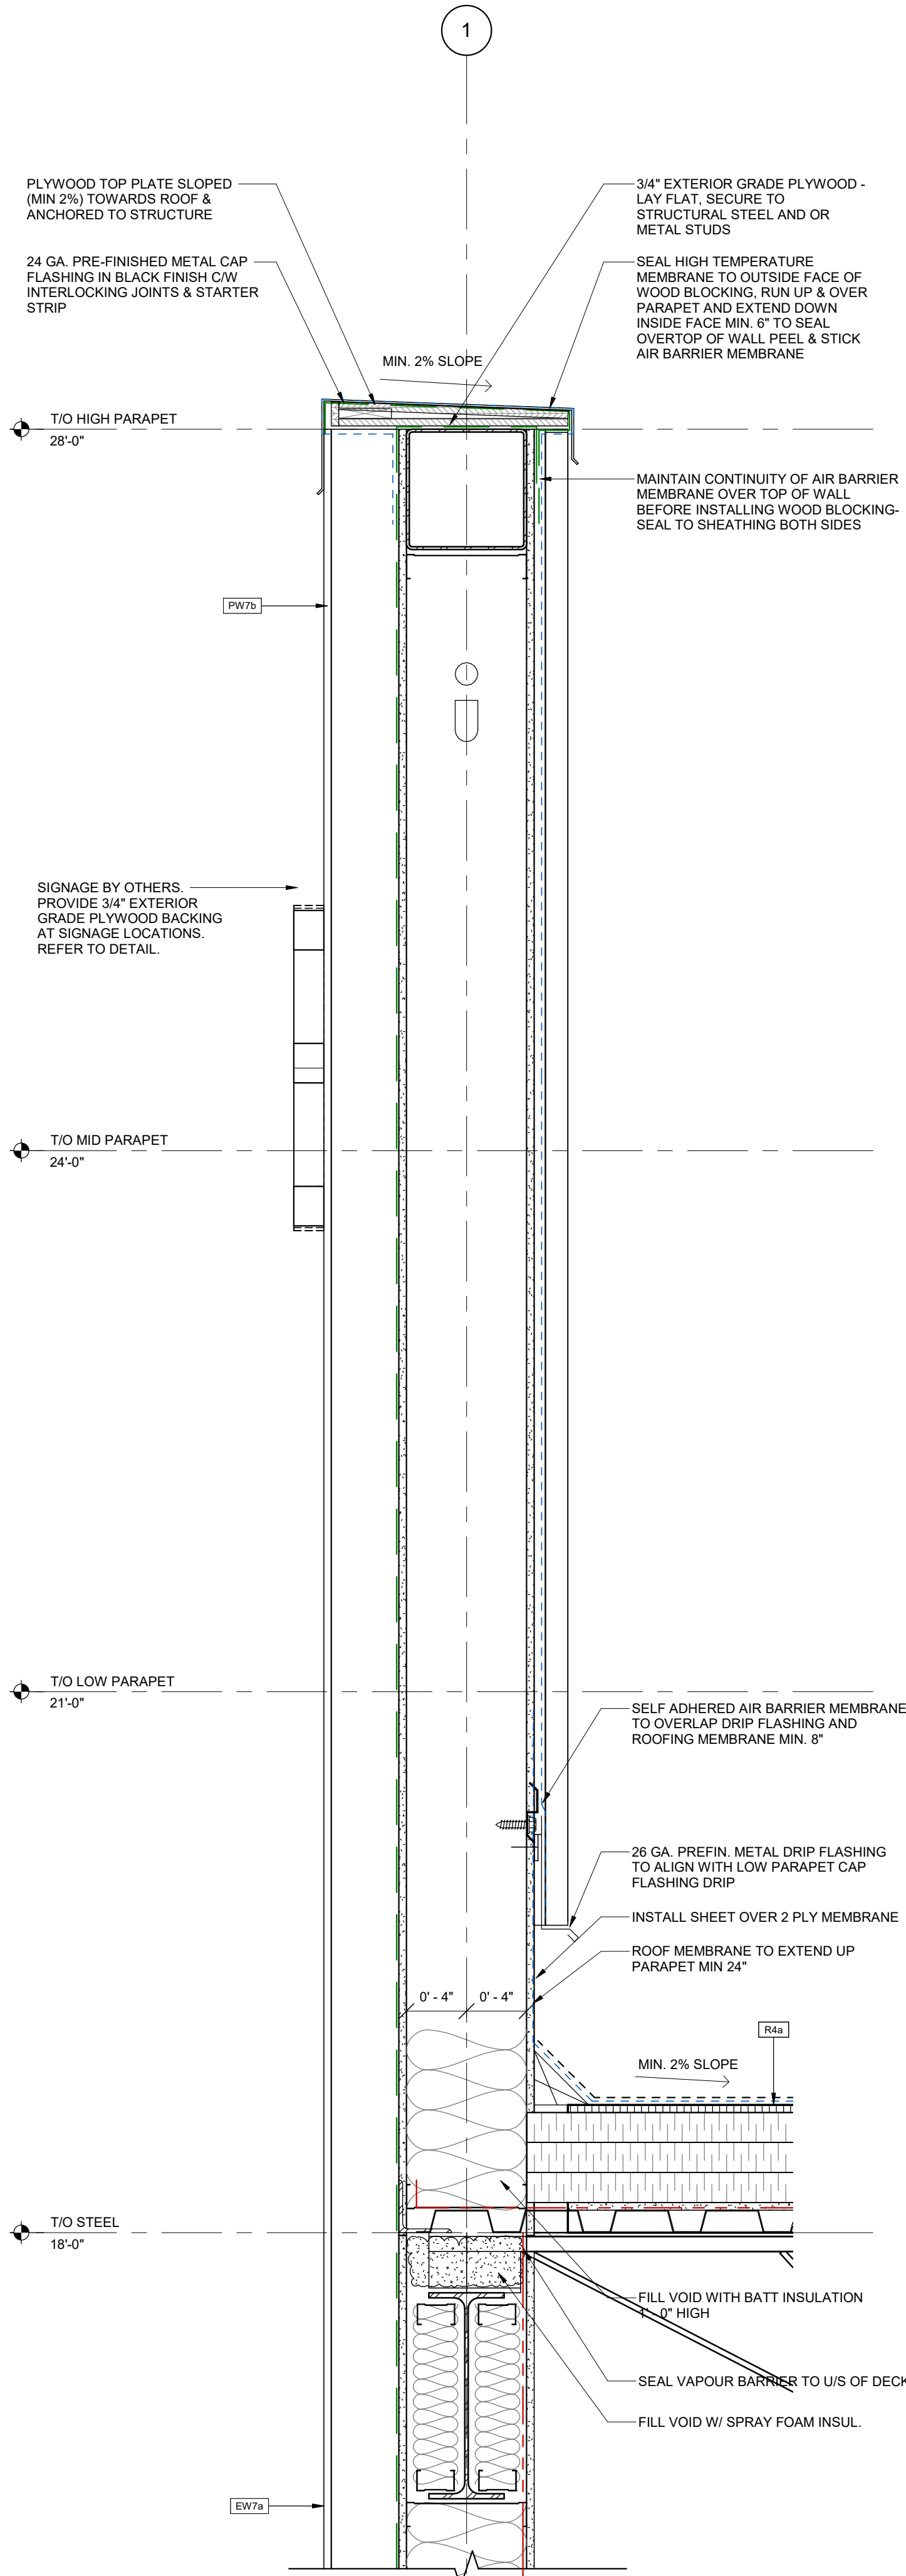 1
PLYWOOD TOP PLATE SLOPED
(MIN 2%) TOWARDS ROOF &
ANCHORED TO STRUCTURE
3/4" EXTERIOR GRADE PLYWOOD -
LAY FLAT, SECURE TO
STRUCTURAL STEEL AND OR
METAL STUDS
24 GA. PRE-FINISHED METAL CAP
FLASHING IN BLACK FINISH C/W
INTERLOCKING JOINTS & STARTER
STRIP
SEAL HIGH TEMPERATURE
MEMBRANE TO OUTSIDE FACE OF
WOOD BLOCKING, RUN UP & OVER
PARAPET AND EXTEND DOWN
INSIDE FACE MIN. 6" TO SEAL
OVERTOP OF WALL PEEL & STICK
AIR BARRIER MEMBRANE
MIN. 2% SLOPE
T/O HIGH PARAPET
28'-0"
MAINTAIN CONTINUITY OF AIR BARRIER
MEMBRANE OVER TOP OF WALL
BEFORE INSTALLING WOOD BLOCKING-
SEAL TO SHEATHING BOTH SIDES
PW7b
SIGNAGE BY OTHERS.
PROVIDE 3/4" EXTERIOR
GRADE PLYWOOD BACKING
AT SIGNAGE LOCATIONS.
REFER TO DETAIL.
T/O MID PARAPET
24'-0"
T/O LOW PARAPET
21'-0"
SELF ADHERED AIR BARRIER MEMBRANE
TO OVERLAP DRIP FLASHING AND
ROOFING MEMBRANE MIN. 8"
26 GA. PREFIN. METAL DRIP FLASHING
TO ALIGN WITH LOW PARAPET CAP
FLASHING DRIP
INSTALL SHEET OVER 2 PLY MEMBRANE
ROOF MEMBRANE TO EXTEND UP
PARAPET MIN 24"
0' - 4" 0' - 4"
R4a
MIN. 2% SLOPE
T/O STEEL
18'-0"
FILL VOID WITH BATT INSULATION
1' - 0" HIGH
SEAL VAPOUR BARRIER TO U/S OF DECK
FILL VOID W/ SPRAY FOAM INSUL.
EW7a